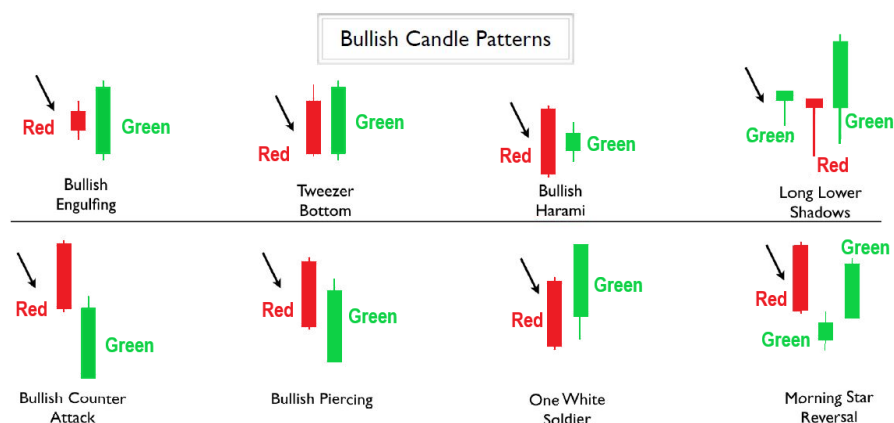 Bullish Candle Patterns
Red
Green
Bullish
Engulfing
Red
Green
Tweezer
Bottom
Red
Green
Bullish
Harami
Green
Red
Green
Long Lower
Shadows
Red
Green
Bullish Counter
Attack
Red
Green
Bullish Piercing
Red
Green
One White
Soldier
Red
Green
Green
Morning Star
Reversal